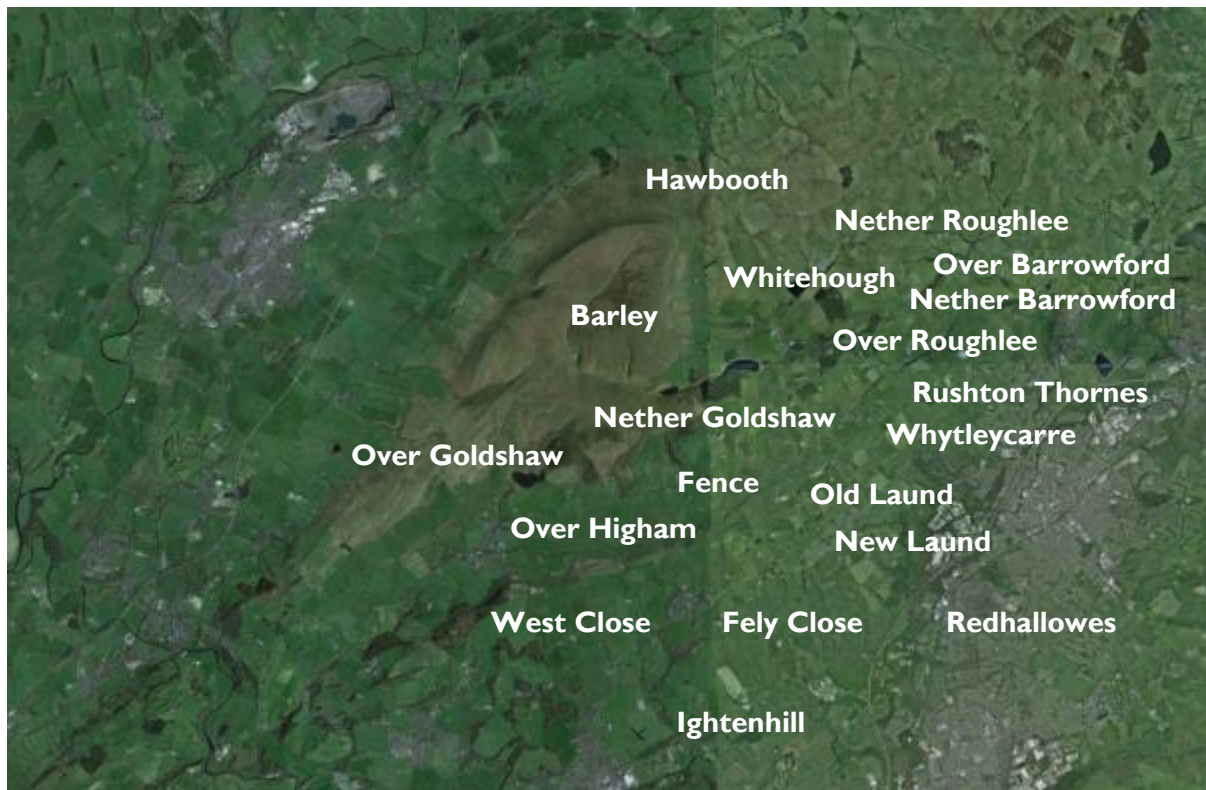 Hawbooth
Nether Roughlee
Over Barrowford
Whitehough
Nether Barrowford
Barley
Over Roughlee
Rushton Thornes
Nether Goldshaw
Whytleycarre
Over Goldshaw
Fence
Old Laund
Over Higham
New Laund
West Close
Fely Close
Redhallowes
Ightenhill